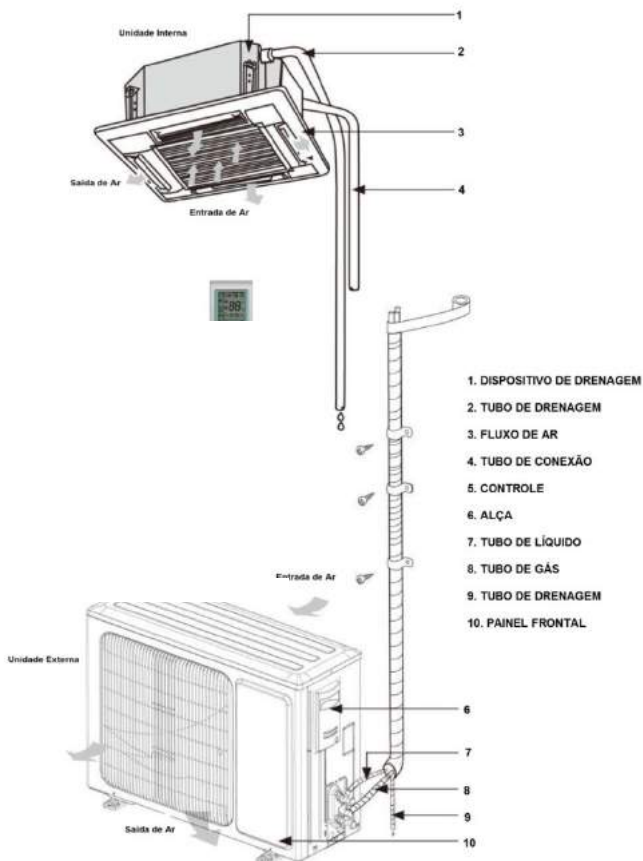 1
Unidade Interna
2
3
Saída de Ar
4
Entrada de Ar
88
1. DISPOSITIVO DE DRENAGEM
2. TUBO DE DRENAGEM
3. FLUXO DE AR
4. TUBO DE CONEXÃO
5. CONTROLE
6. ALÇA
7. TUBO DE LÍQUIDO
8. TUBO DE GÁS
9. TUBO DE DRENAGEM
10. PAINEL FRONTAL
Entrada de Ar
Unidade Externa
6
7
8
9
Saída de Ar
10